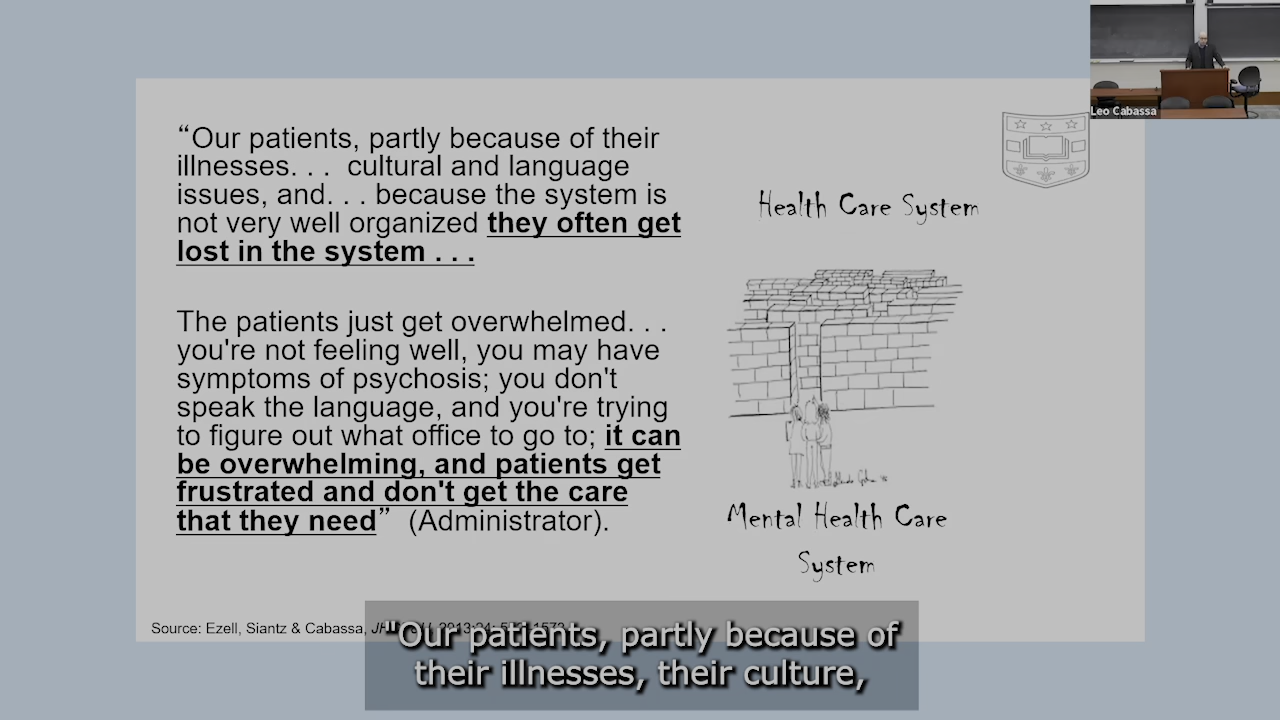 Leo Cabassa
“Our patients, partly because of their
illnesses. . . cultural and language
issues, and. . . because the system is
not very well organized they often get
lost in the system . . .
The patients just get overwhelmed. . .
you're not feeling well, you may have
symptoms of psychosis; you don't
speak the language, and you're trying
to figure out what office to go to; it can
be overwhelming, and patients get
frustrated and don't get the care
that they need” (Administrator).
Health Care System
Mental Health Care
System
Source: Ezell, Siantz & Cabassa,
"Our patients, partly because of
their illnesses, their culture,